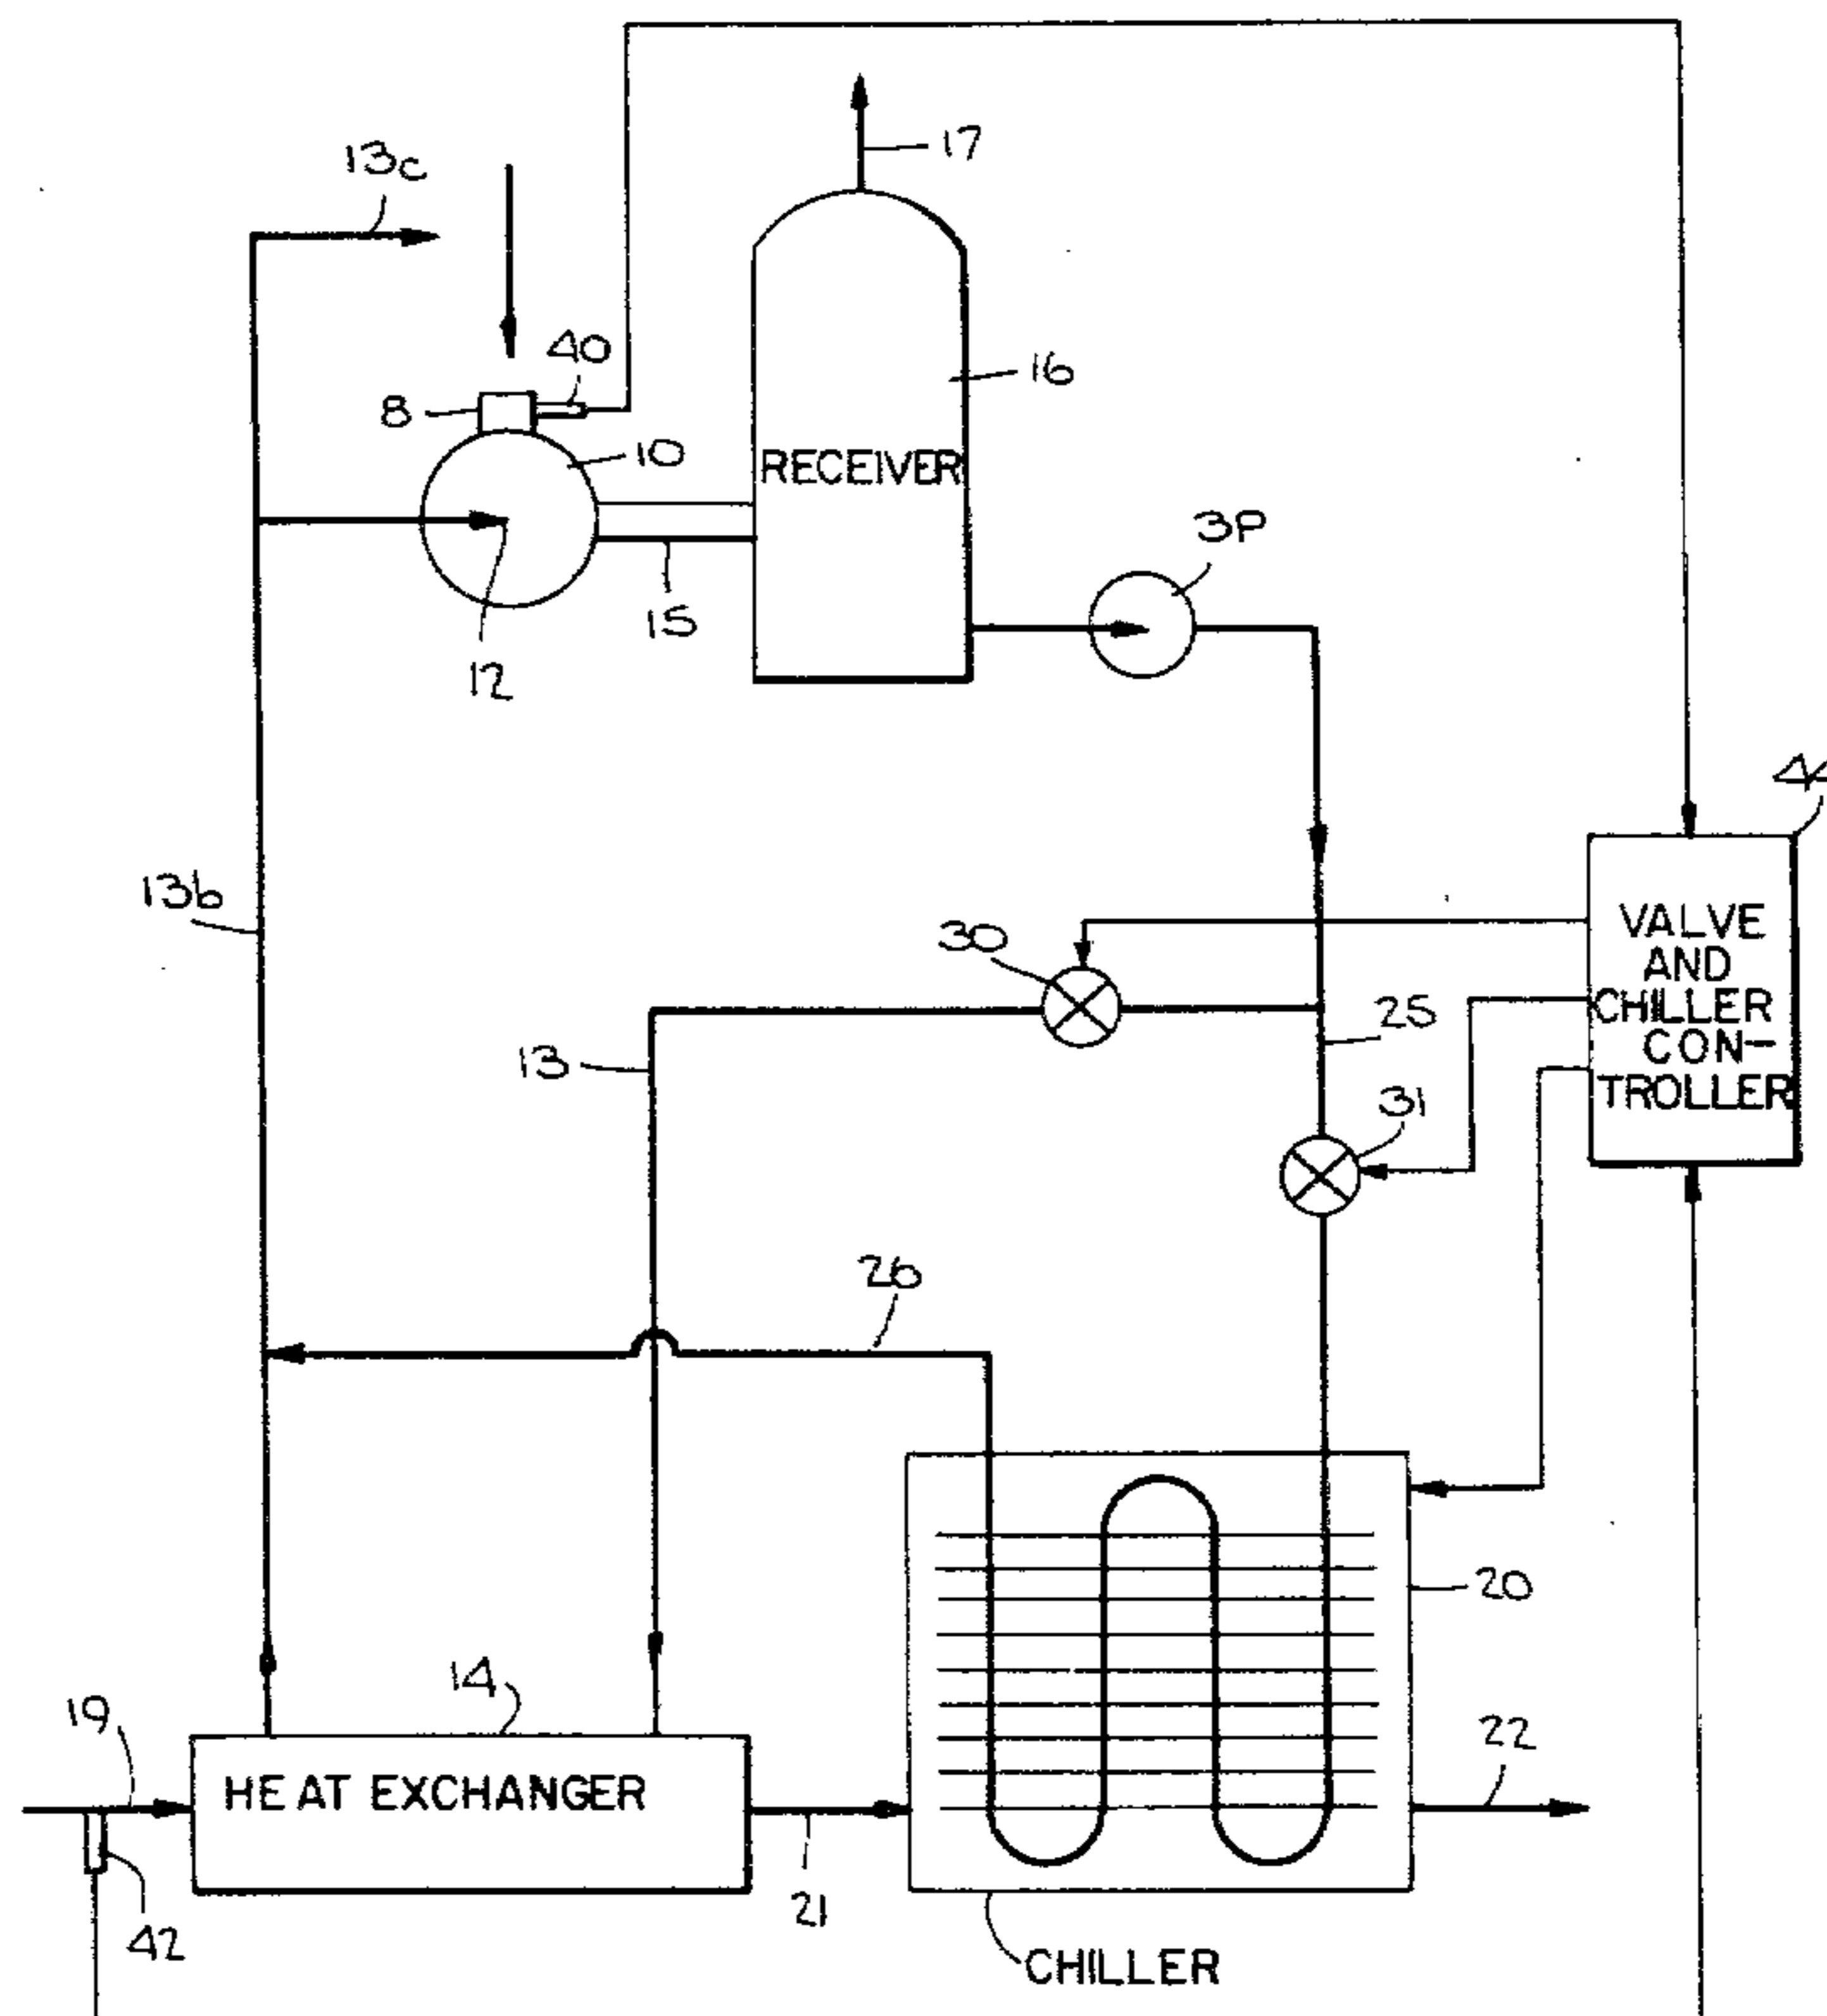 17
13c
40
16
8
10
RECEIVER
3P
15
12
44
13b
VALVE
AND
CHILLER
CON-
TROLLER
30
25
13
31
26
20
14
19
22
HEAT EXCHANGER
21
42
CHILLER